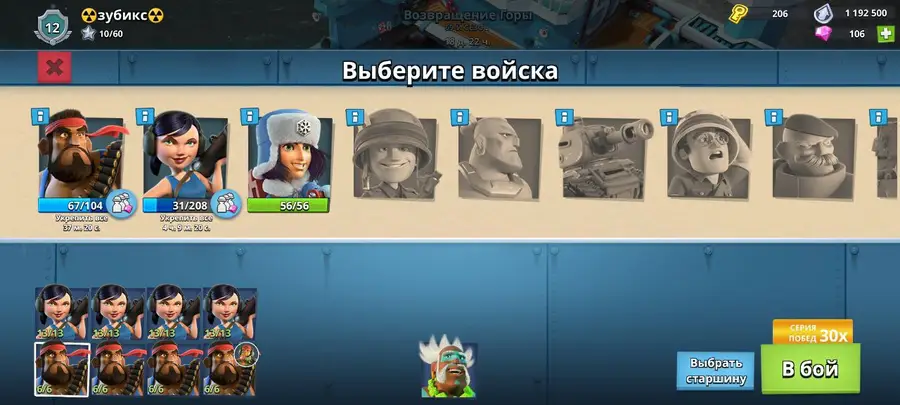 12
☢зубикс☢
10/60
Возвращение Горы
206
1 192 500
106
Выберите войска
67/104
Укрепить все
37 м. 20 с.
31/208
Укрепить все
4 ч. 9 м. 20 с.
56/56
13/13
13/13
13/13
13/13
6/6
6/6
6/6
6/6
Выбрать
старшину
СЕРИЯ
ПОБЕД 30x
В бой